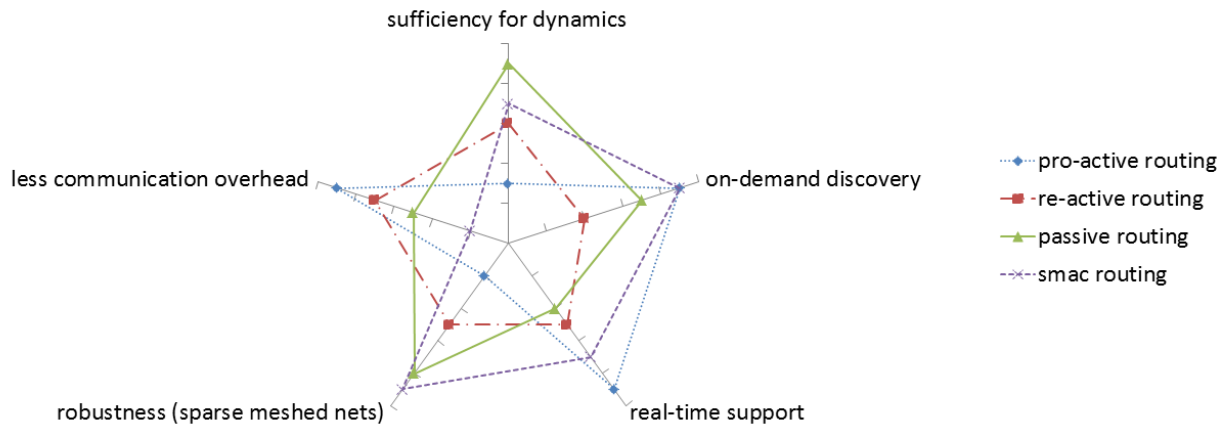 sufficiency for dynamics
less communication overhead
on-demand discovery
robustness (sparse meshed nets)
real-time support
pro-active routing
re-active routing
passive routing
smac routing